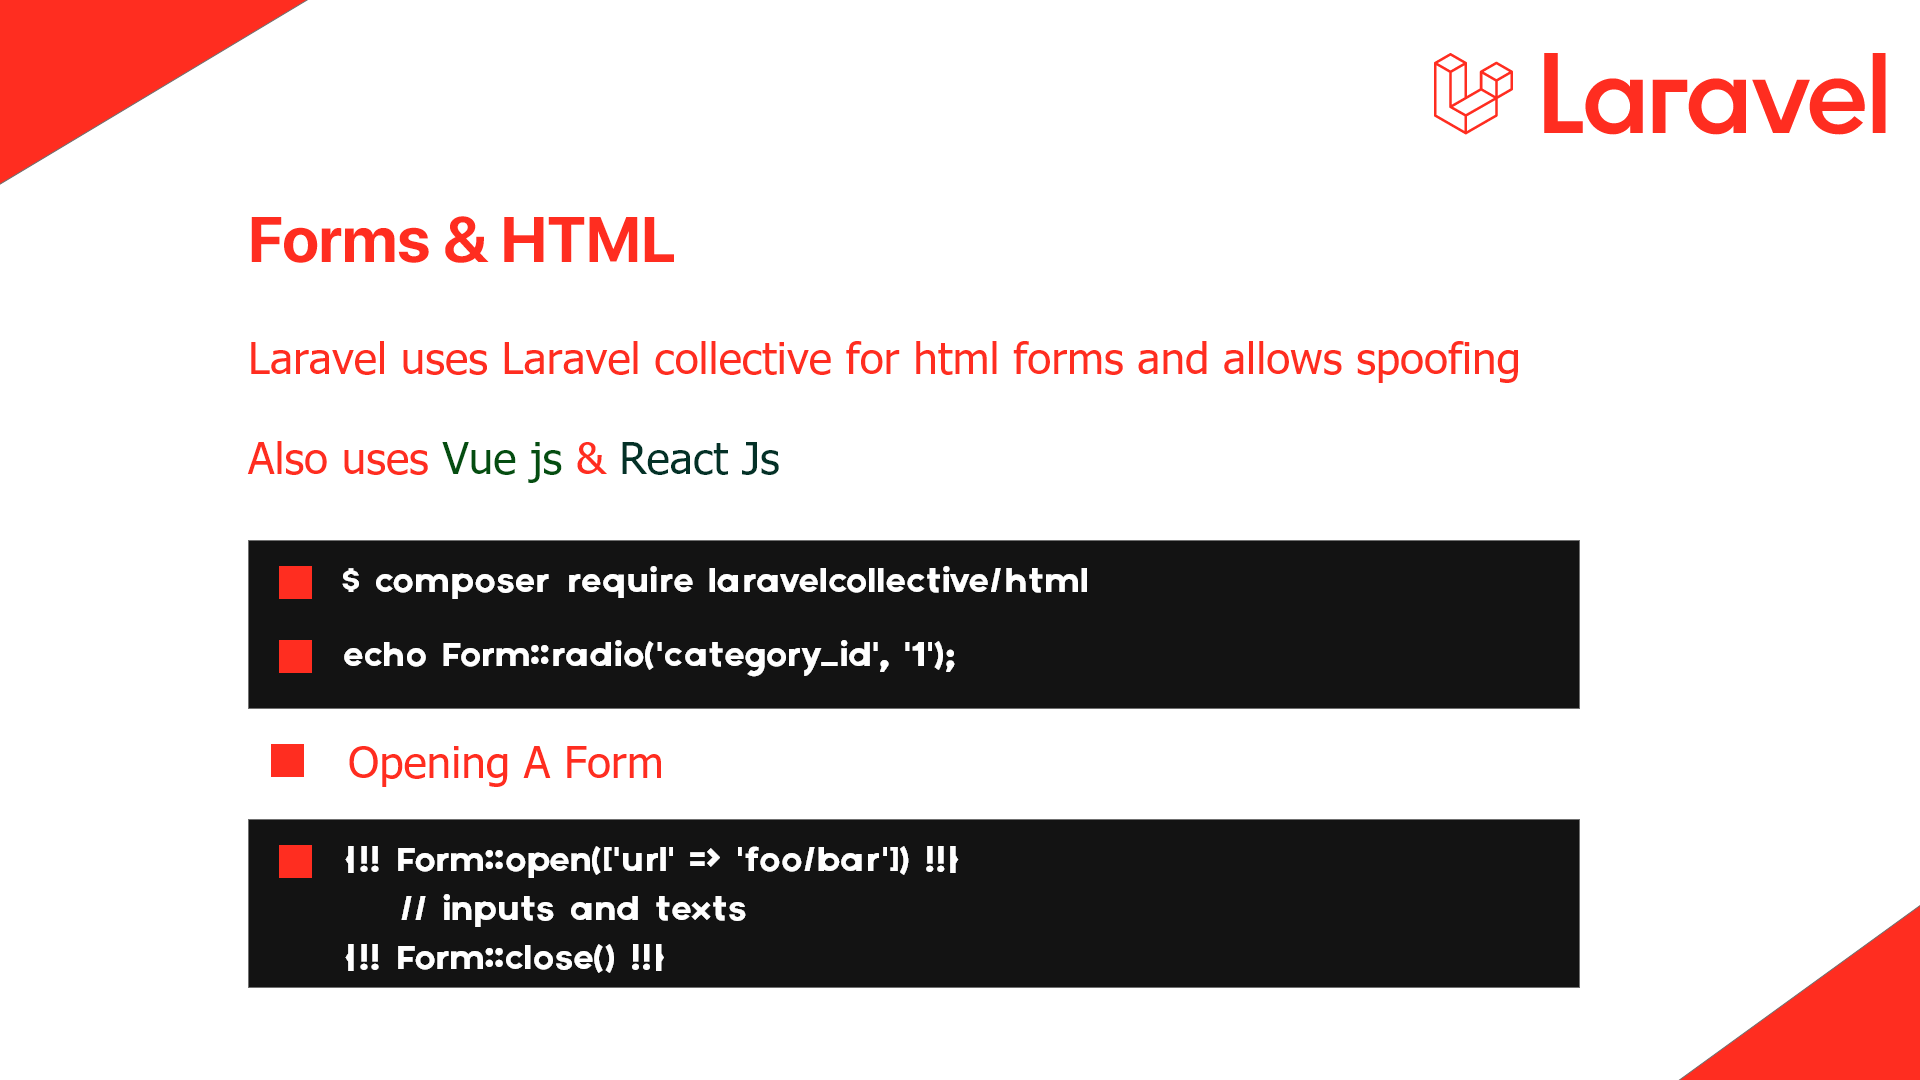 Laravel
Forms & HTML
Laravel uses Laravel collective for html forms and allows spoofing
Also uses Vue js & React Js
$ composer require laravelcollective/html
echo Form::radio('category_id', '1');
Opening A Form
{!! Form::open(['url' => 'foo/bar']) !!}
// inputs and texts
{!! Form::close() !!}